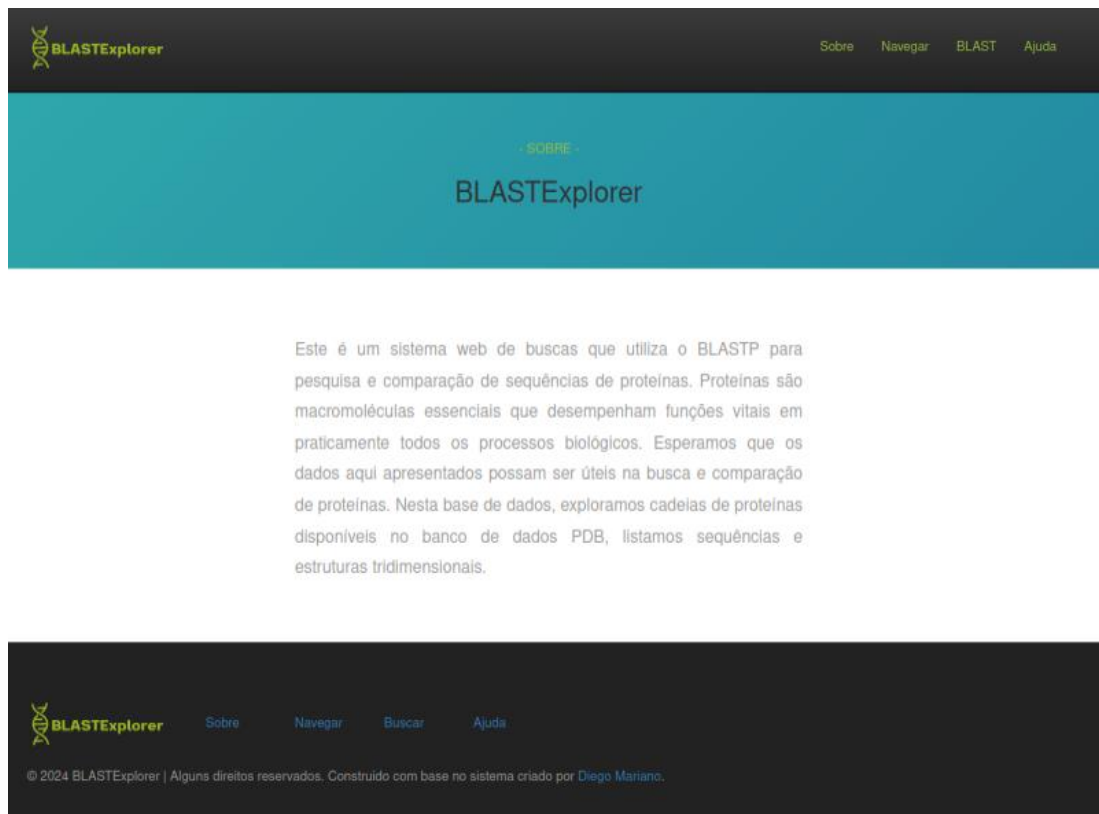 BLASTExplorer
Sobre Navegar BLAST Ajuda
- SOBRE -
BLASTExplorer
Este é um sistema web de buscas que utiliza o BLASTP para
pesquisa e comparação de sequências de proteínas. Proteínas são
macromoléculas essenciais que desempenham funções vitais em
praticamente todos os processos biológicos. Esperamos que os
dados aqui apresentados possam ser úteis na busca e comparação
de proteínas. Nesta base de dados, exploramos cadeias de proteínas
disponíveis no banco de dados PDB, listamos sequências e
estruturas tridimensionais.
BLASTExplorer Sobre Navegar Buscar Ajuda
© 2024 BLASTExplorer | Alguns direitos reservados. Construido com base no sistema criado por Diego Mariano.